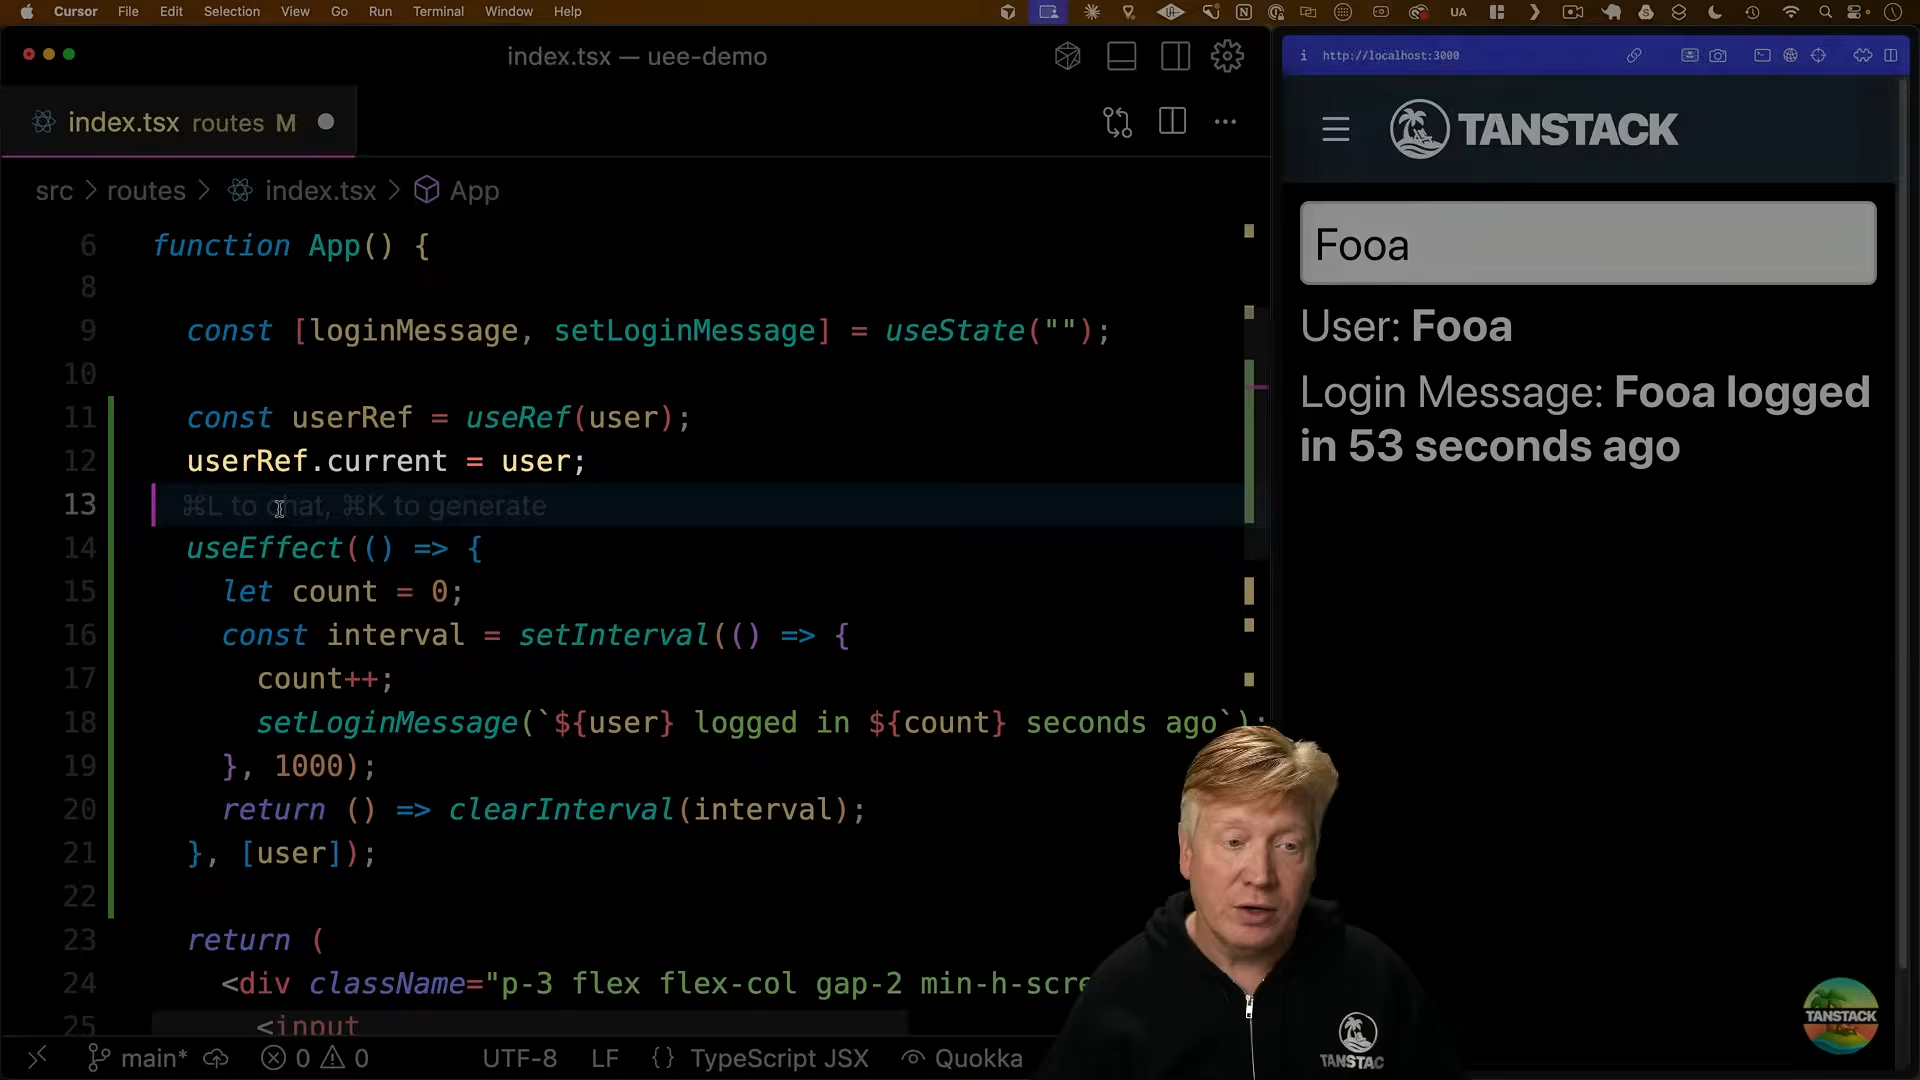 Cursor File Edit Selection View Go Run Terminal Window Help UA
index.tsx — uee-demo
index.tsx routes M
src > routes > index.tsx > App
6 function App() {
8
9 const [loginMessage, setLoginMessage] = useState("");
10
11 const userRef = useRef(user);
12 userRef.current = user;
13 ⌘L to chat, ⌘K to generate
14 useEffect(() => {
15 let count = 0;
16 const interval = setInterval(() => {
17 count++;
18 setLoginMessage(`${user} logged in ${count} seconds ago`);
19 }, 1000);
20 return () => clearInterval(interval);
21 }, [user]);
22
23 return (
24 <div className="p-3 flex flex-col gap-2 min-h-scre
25 <input
main* 0 0 UTF-8 LF {} TypeScript JSX Quokka
http://localhost:3000
TANSTACK
Fooa
User: Fooa
Login Message: Fooa logged
in 53 seconds ago
TANSTAC
TANSTACK